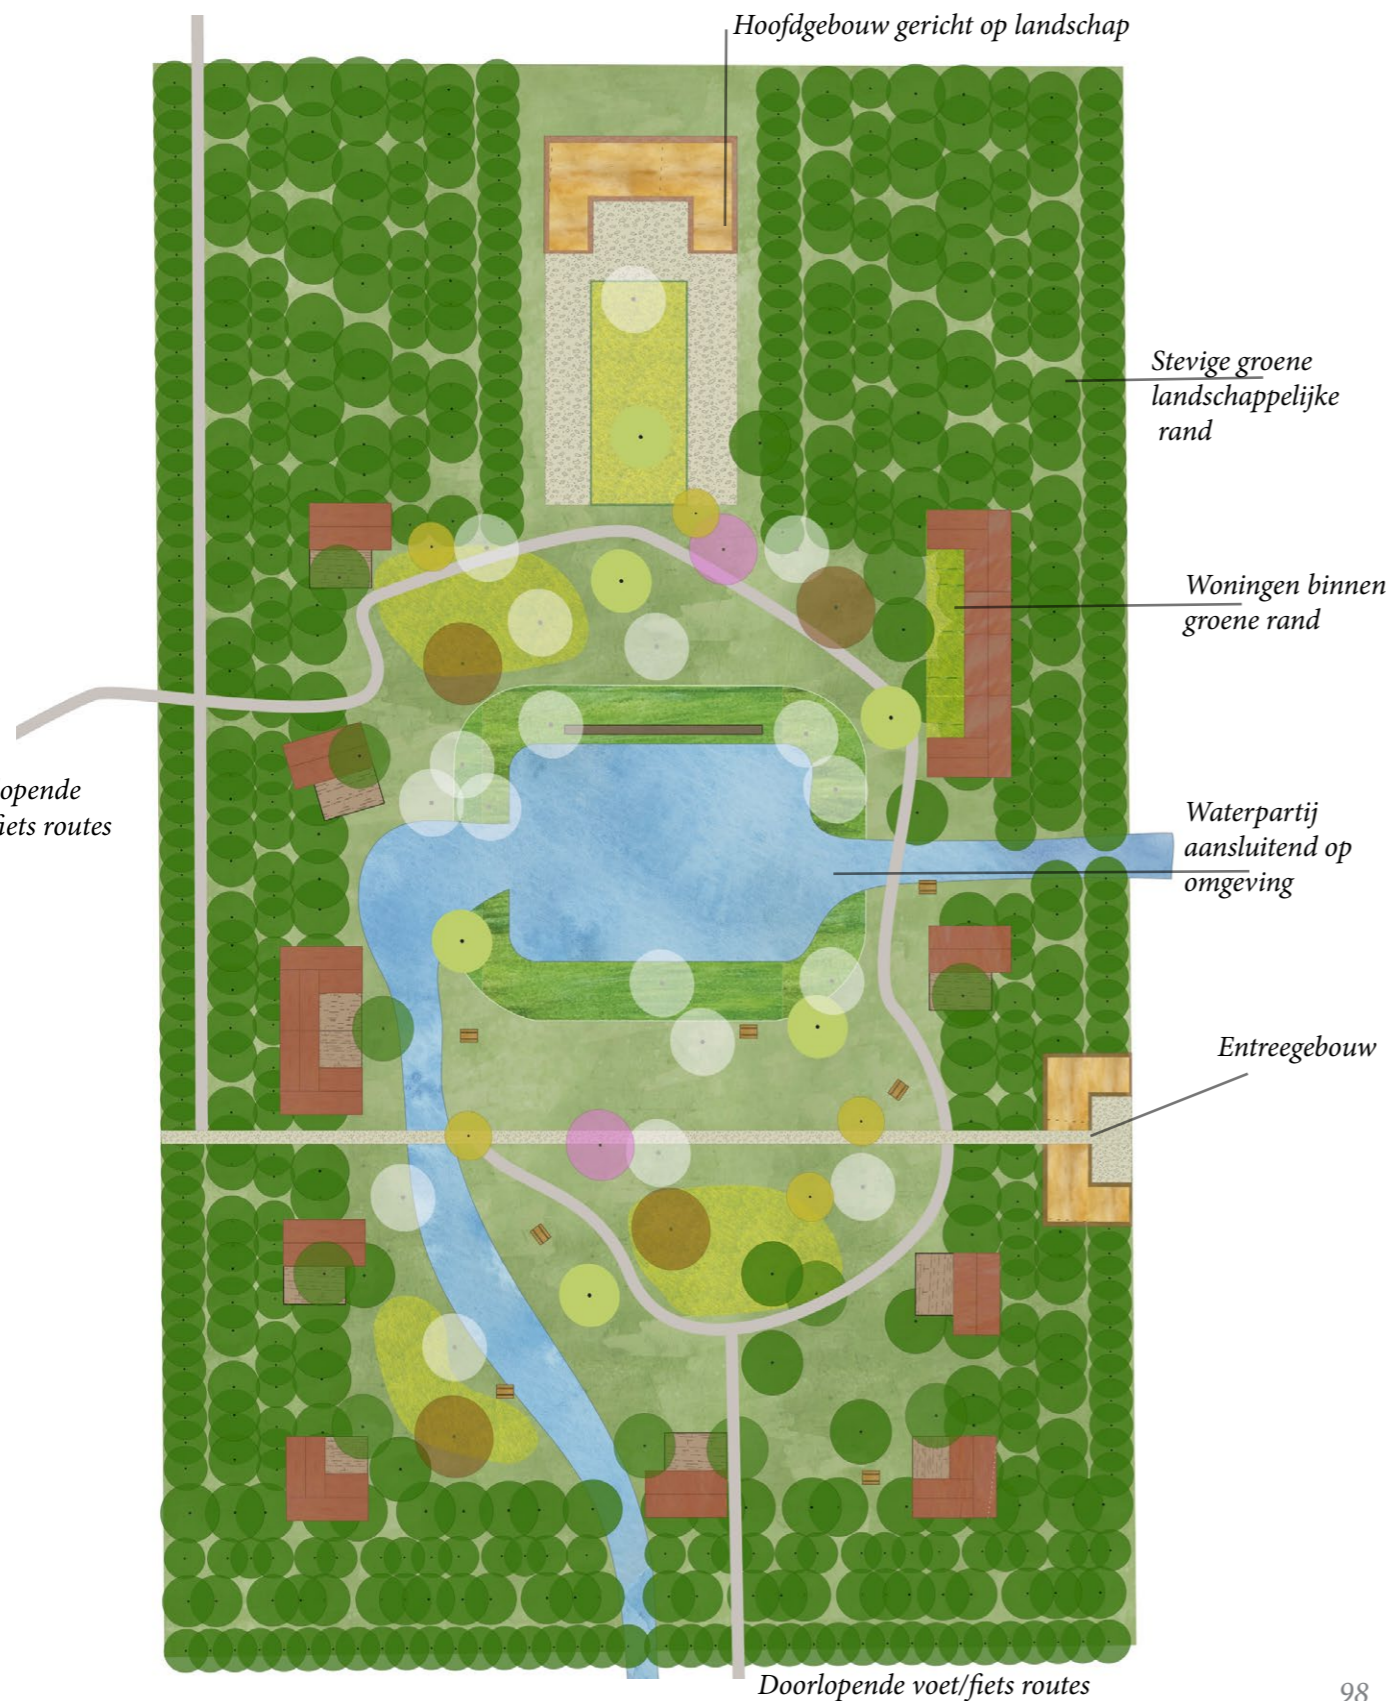 Hoofdgebouw gericht op landschap
Stevige groene
landschappelijke
rand
Woningen binnen
groene rand
opende
fiets routes
Waterpartij
aansluitend op
omgeving
Entreegebouw
Doorlopende voet/fiets routes
98